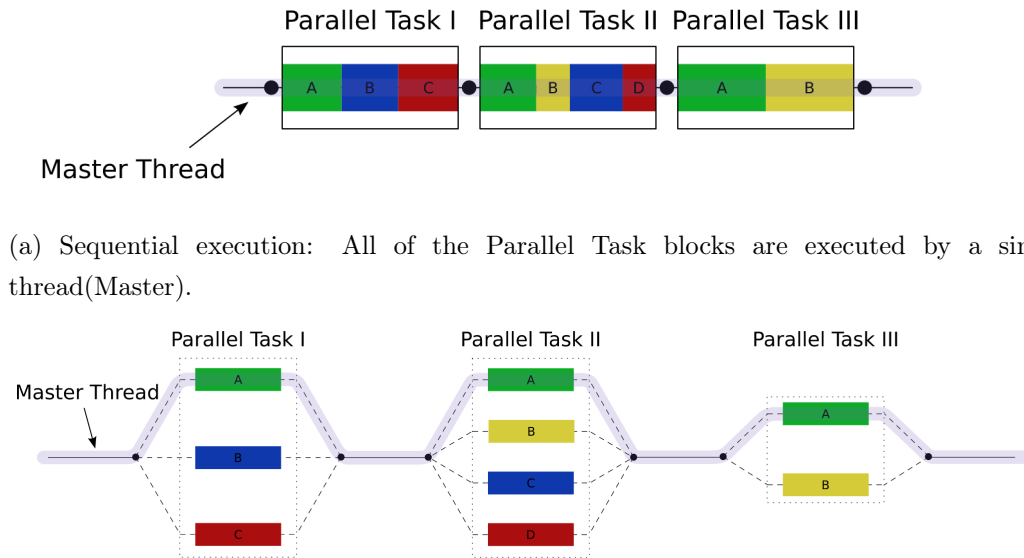 Parallel Task I Parallel Task II Parallel Task III
A B C A B C D A B
Master Thread
(a) Sequential execution: All of the Parallel Task blocks are executed by a
thread(Master).
Parallel Task I Parallel Task II Parallel Task III
A A
Master Thread
A
B
B C B
C D